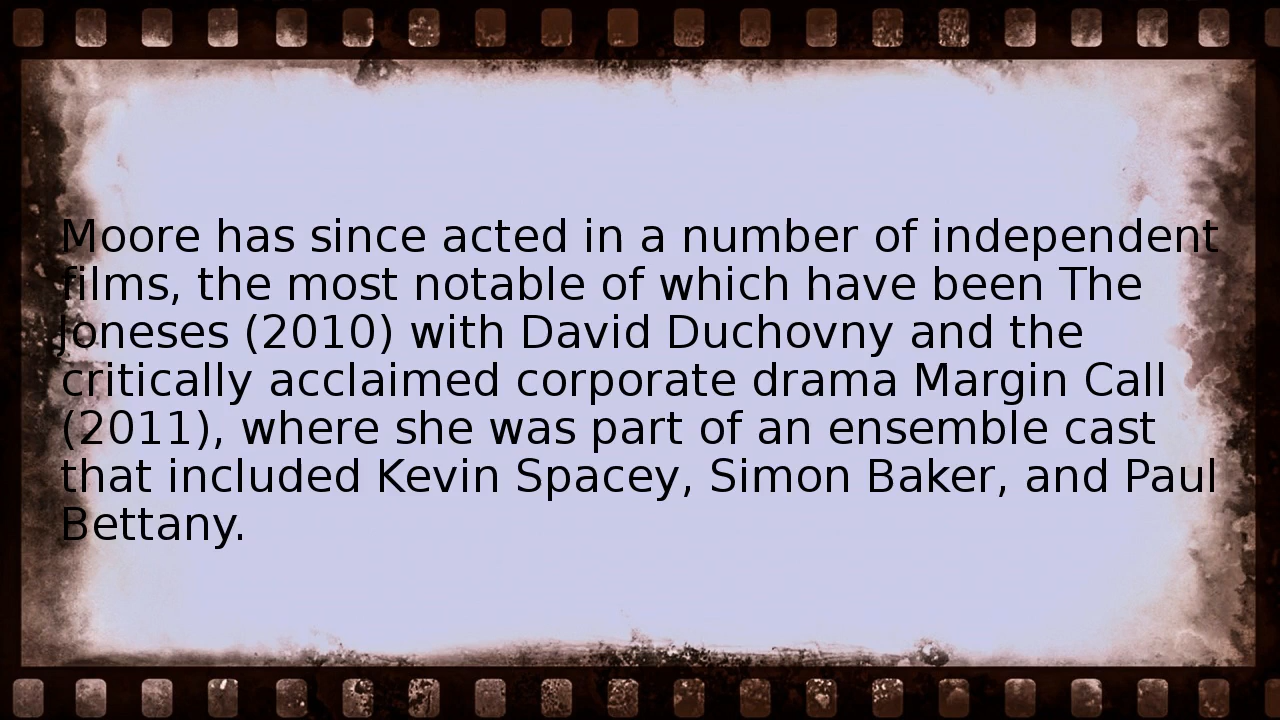 Moore has since acted in a number of independent
films, the most notable of which have been The
Joneses (2010) with David Duchovny and the
critically acclaimed corporate drama Margin Call
(2011), where she was part of an ensemble cast
that included Kevin Spacey, Simon Baker, and Paul
Bettany.